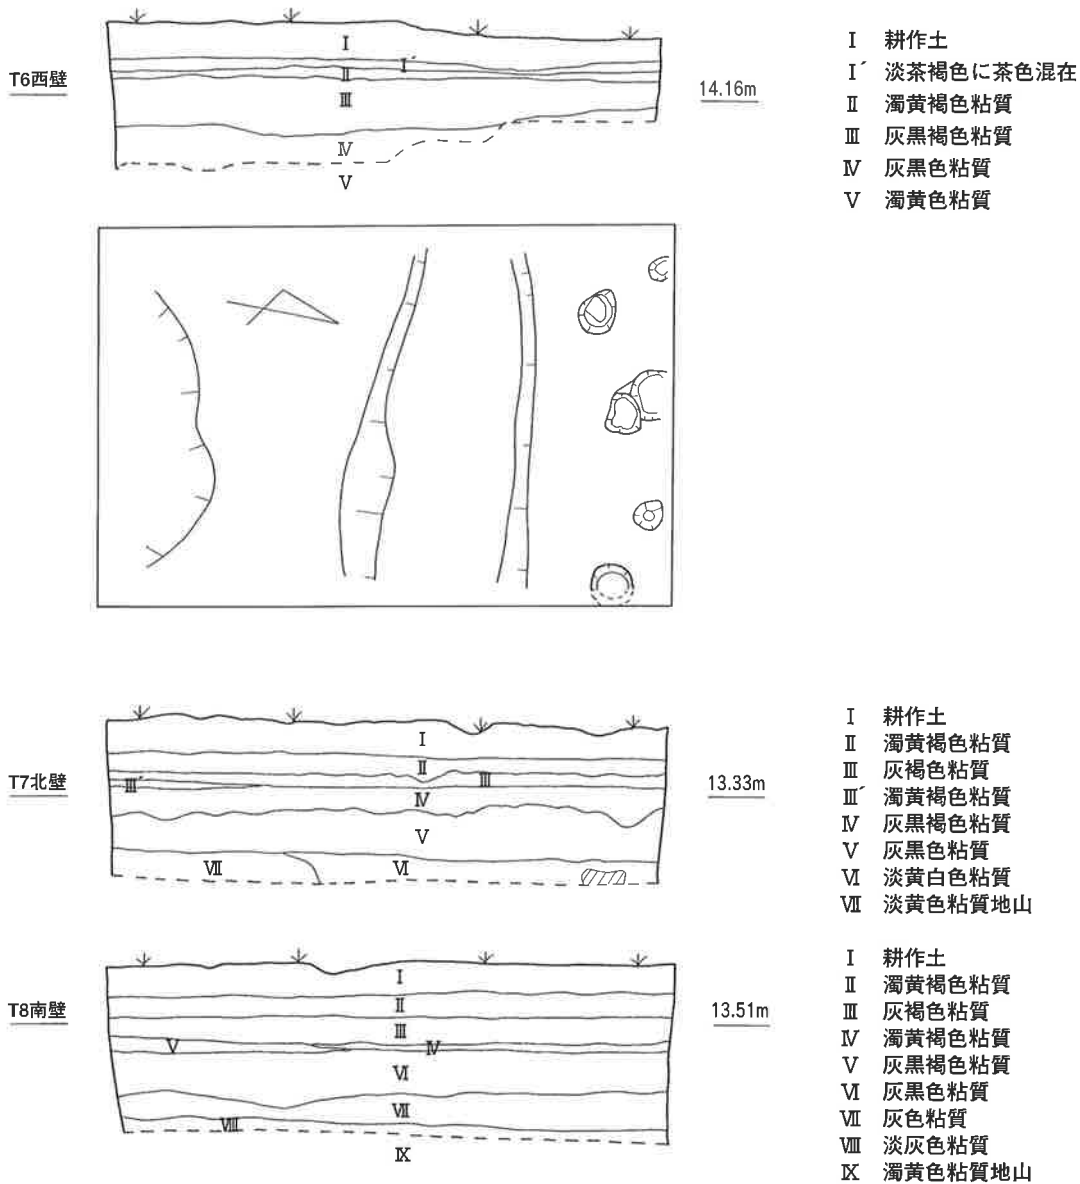 T6西壁
Ⅰ
Ⅰ´
Ⅱ
Ⅲ
Ⅳ
Ⅴ
14.16m
Ⅰ 耕作土
Ⅰ´ 淡茶褐色に茶色混在
Ⅱ 濁黄褐色粘質
Ⅲ 灰黒褐色粘質
Ⅳ 灰黒色粘質
Ⅴ 濁黄色粘質
T7北壁
Ⅰ
Ⅱ
Ⅲ
Ⅲ´
Ⅳ
Ⅴ
Ⅶ
Ⅵ
13.33m
Ⅰ 耕作土
Ⅱ 濁黄褐色粘質
Ⅲ 灰褐色粘質
Ⅲ´ 濁黄褐色粘質
Ⅳ 灰黒褐色粘質
Ⅴ 灰黒色粘質
Ⅵ 淡黄白色粘質
Ⅶ 淡黄色粘質地山
T8南壁
Ⅰ
Ⅱ
Ⅲ
Ⅴ
Ⅳ
Ⅵ
Ⅶ
Ⅷ
Ⅸ
13.51m
Ⅰ 耕作土
Ⅱ 濁黄褐色粘質
Ⅲ 灰褐色粘質
Ⅳ 濁黄褐色粘質
Ⅴ 灰黒褐色粘質
Ⅵ 灰黒色粘質
Ⅶ 灰色粘質
Ⅷ 淡灰色粘質
Ⅸ 濁黄色粘質地山